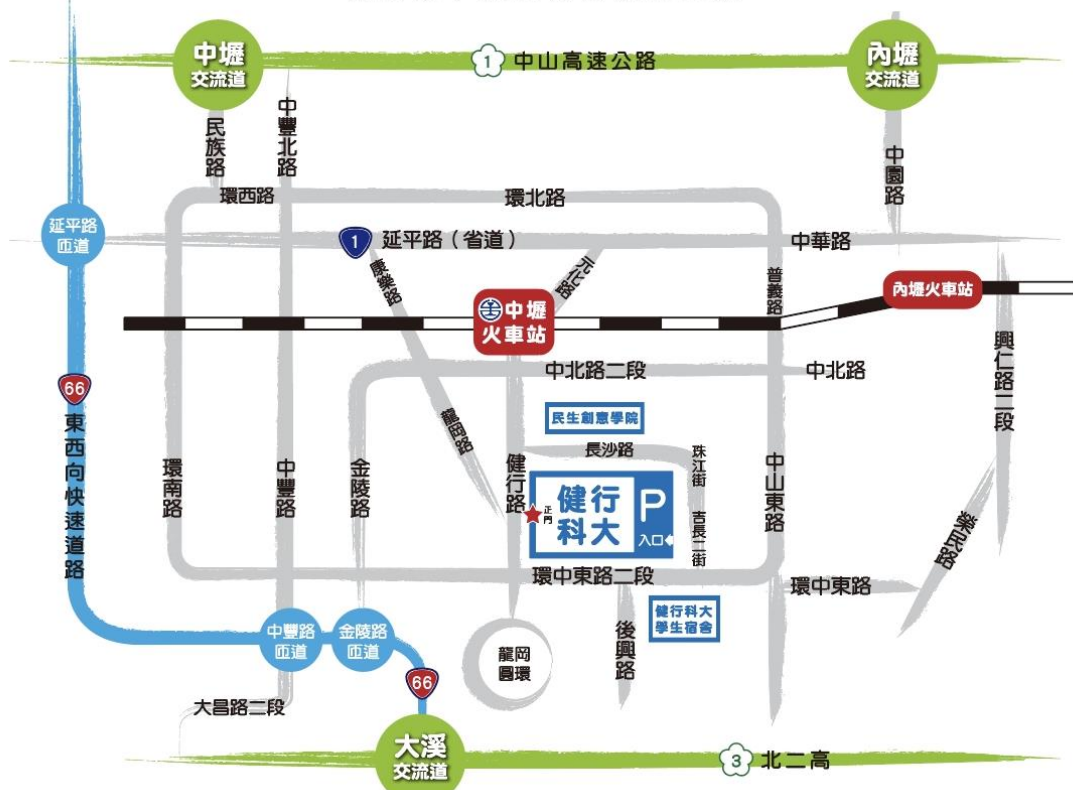 中壢
交流道
1 中山高速公路
內壢
交流道
民族路
中豐北路
中園路
環西路
環北路
延平路
匝道
1 延平路（省道）
中華路
康樂路
元化路
普義路
中壢
火車站
內壢火車站
興仁路二段
中北路二段
中北路
66
東西向快速道路
民生創意學院
龍岡路
長沙路
珠江街
環南路
中豐路
金陵路
健行路
中山東路
正門
健行
科大
P
入口
吉長二街
榮民路
環中東路二段
環中東路
中豐路
匝道
金陵路
匝道
健行科大
學生宿舍
後興路
龍岡
圓環
66
大昌路二段
大溪
交流道
3 北二高